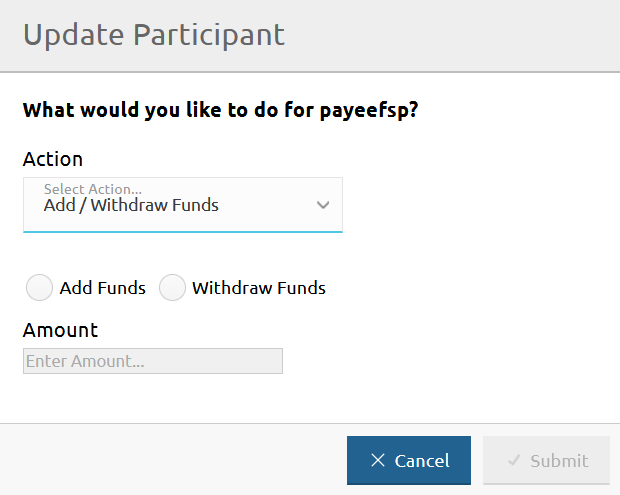 Update Participant
What would you like to do for payeefsp?
Action
Select Action...
Add / Withdraw Funds
Add Funds Withdraw Funds
Amount
Enter Amount...
Cancel Submit